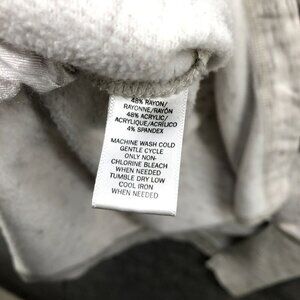 48% RAYON/
RAYONNE/RAYÓN
48% ACRYLIC/
ACRYLIQUE/ACRÍLICO
4% SPANDEX
MACHINE WASH COLD
GENTLE CYCLE
ONLY NON-
CHLORINE BLEACH
WHEN NEEDED
TUMBLE DRY LOW
COOL IRON
WHEN NEEDED